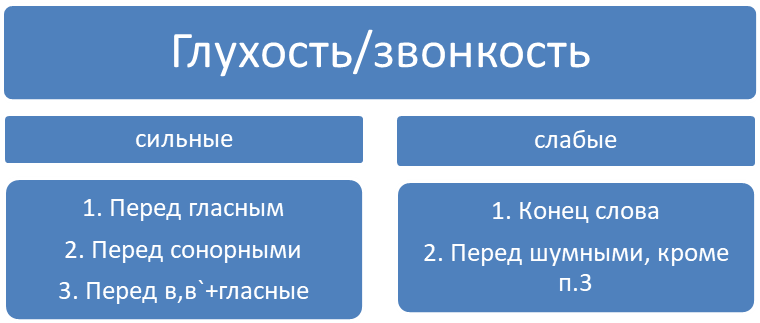 Глухость/звонкость
сильные
слабые
1. Перед гласным
2. Перед сонорными
3. Перед в,в`+гласные
1. Конец слова
2. Перед шумными, кроме
п.3